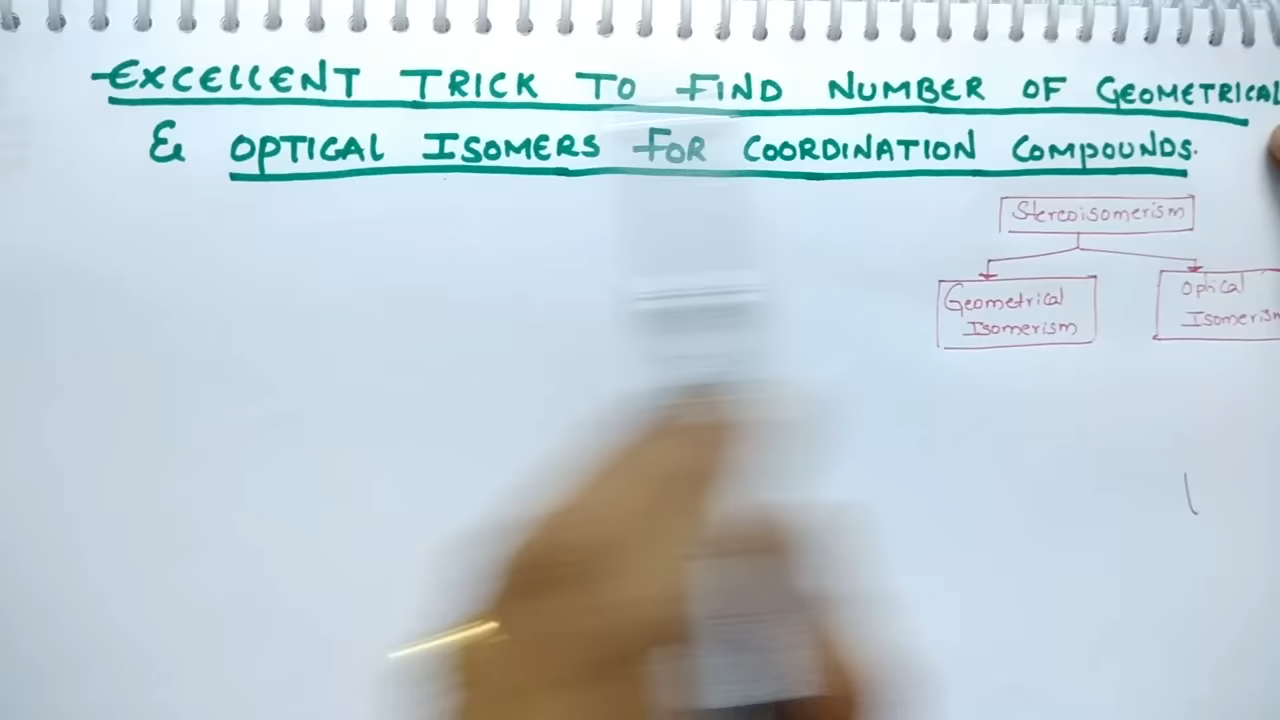 EXCELLENT TRICK TO FIND NUMBER OF GEOMETRICAL
& OPTICAL ISOMERS FOR COORDINATION COMPOUNDS.
Stereoisomerism
Geometrical
Isomerism
Optical
Isomerism